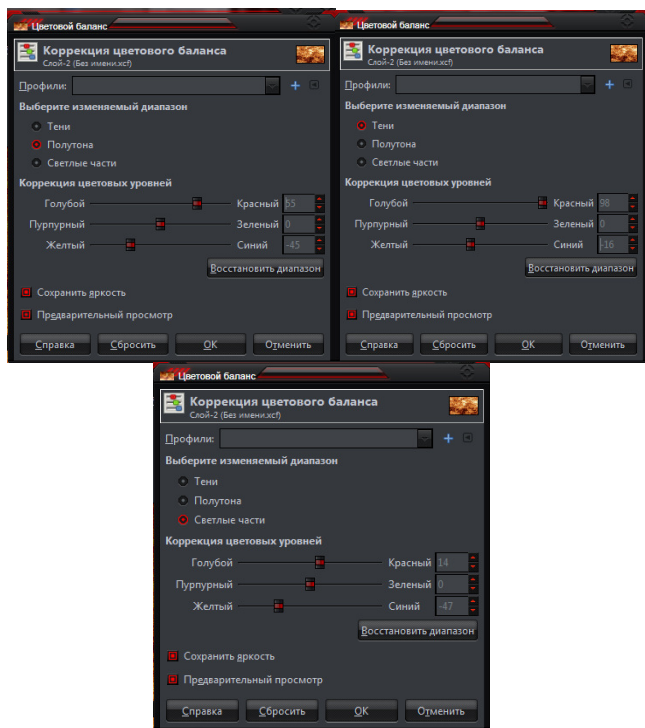 Цветовой баланс
Коррекция цветового баланса
Слой-2 (Без имени.xcf)
Профили:
Выберите изменяемый диапазон
Тени
Полутона
Светлые части
Коррекция цветовых уровней
Голубой Красный 55
Пурпурный Зеленый 0
Желтый Синий -45
Восстановить диапазон
Сохранить яркость
Предварительный просмотр
Справка Сбросить OK Отменить
Цветовой баланс
Коррекция цветового баланса
Слой-2 (Без имени.xcf)
Профили:
Выберите изменяемый диапазон
Тени
Полутона
Светлые части
Коррекция цветовых уровней
Голубой Красный 98
Пурпурный Зеленый 0
Желтый Синий -16
Восстановить диапазон
Сохранить яркость
Предварительный просмотр
Справка Сбросить OK Отменить
Цветовой баланс
Коррекция цветового баланса
Слой-2 (Без имени.xcf)
Профили:
Выберите изменяемый диапазон
Тени
Полутона
Светлые части
Коррекция цветовых уровней
Голубой Красный 14
Пурпурный Зеленый 0
Желтый Синий -47
Восстановить диапазон
Сохранить яркость
Предварительный просмотр
Справка Сбросить OK Отменить